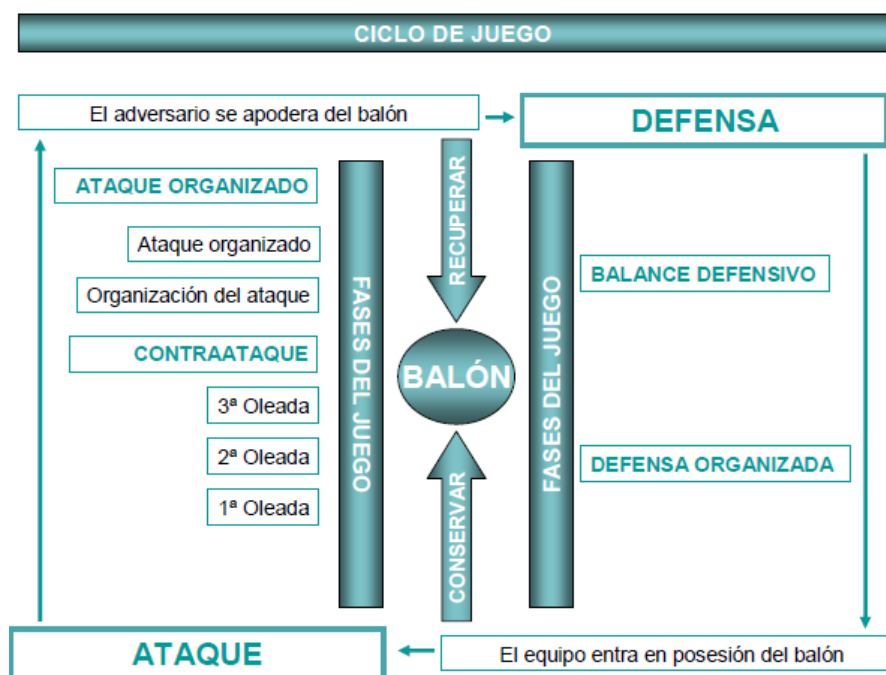 CICLO DE JUEGO
El adversario se apodera del balón
DEFENSA
ATAQUE ORGANIZADO
Ataque organizado
Organización del ataque
CONTRAATAQUE
3ª Oleada
2ª Oleada
1ª Oleada
FASES DEL JUEGO
RECUPERAR
BALÓN
CONSERVAR
FASES DEL JUEGO
BALANCE DEFENSIVO
DEFENSA ORGANIZADA
ATAQUE
El equipo entra en posesión del balón